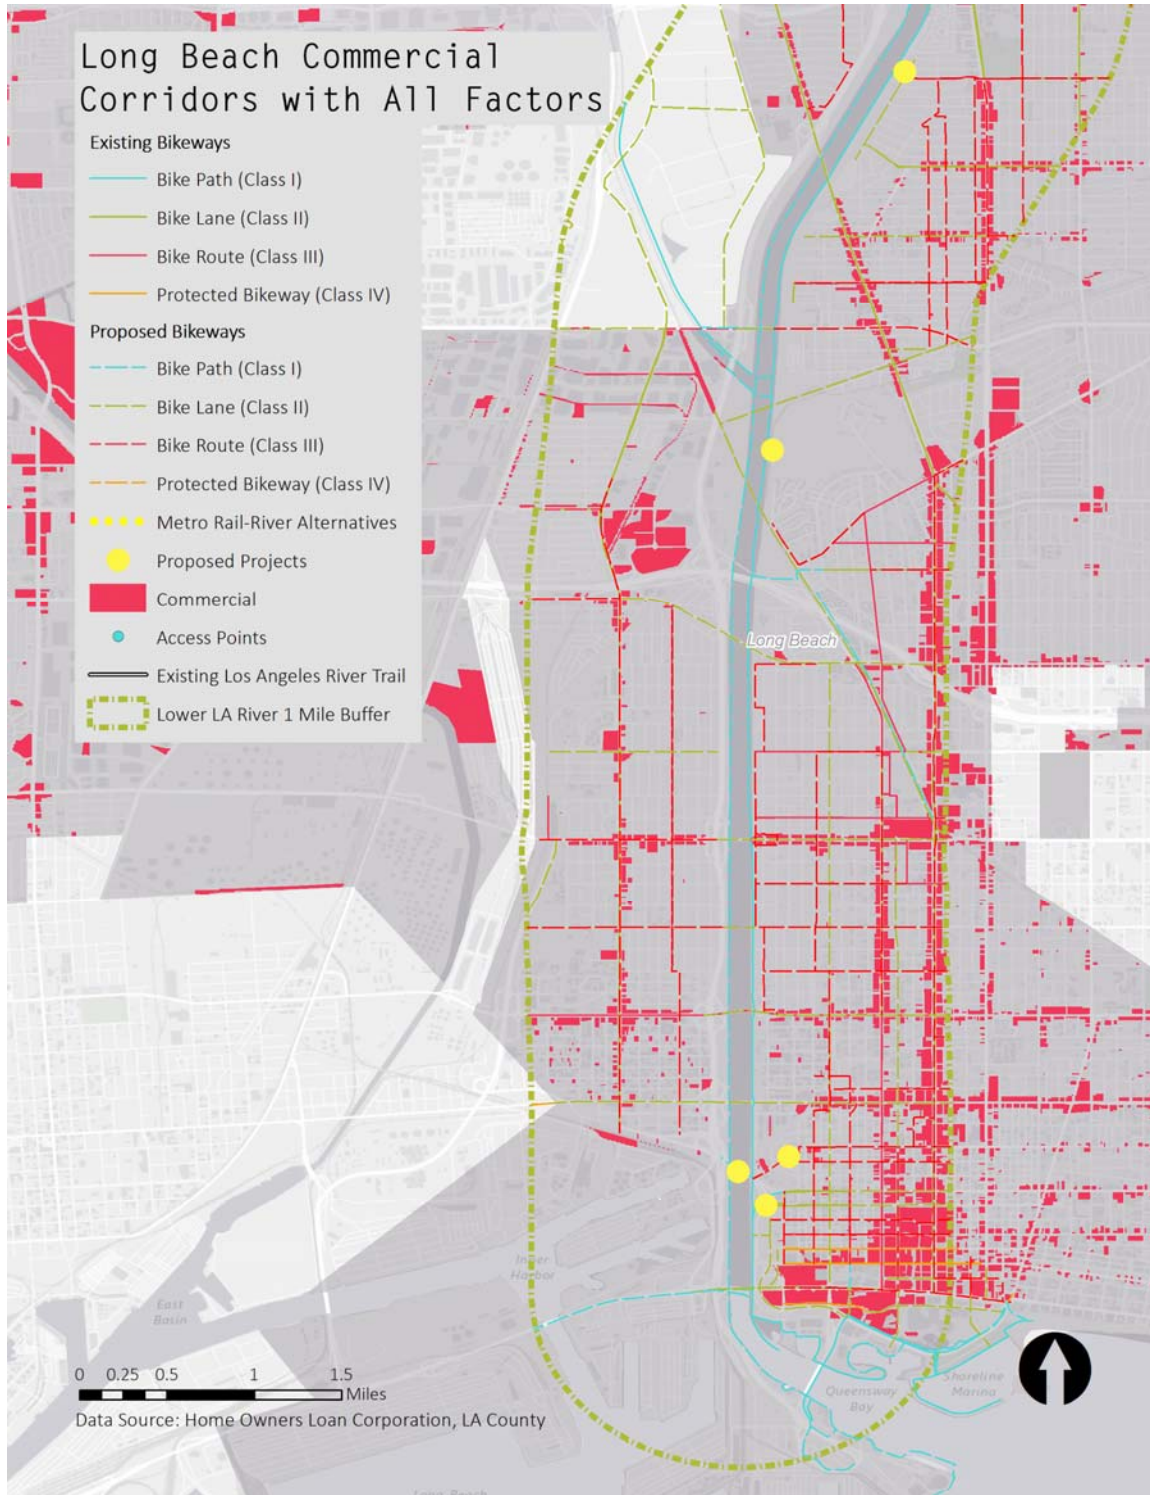 Long Beach Commercial
Corridors with All Factors
Existing Bikeways
Bike Path (Class I)
Bike Lane (Class II)
Bike Route (Class III)
Protected Bikeway (Class IV)
Proposed Bikeways
Bike Path (Class I)
Bike Lane (Class II)
Bike Route (Class III)
Protected Bikeway (Class IV)
Metro Rail-River Alternatives
Proposed Projects
Commercial
Access Points
Existing Los Angeles River Trail
Lower LA River 1 Mile Buffer
Long Beach
Inner
Harbor
East
Basin
Shoreline
Marina
Queensway
Bay
0 0.25 0.5 1 1.5
Miles
Data Source: Home Owners Loan Corporation, LA County
Long Beach